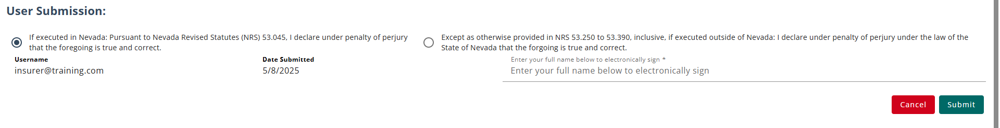 User Submission:
If executed in Nevada: Pursuant to Nevada Revised Statutes (NRS) 53.045, I declare under penalty of perjury
that the foregoing is true and correct.
Except as otherwise provided in NRS 53.250 to 53.390, inclusive, if executed outside of Nevada: I declare under penalty of perjury under the law of the
State of Nevada that the forgoing is true and correct.
Username
insurer@training.com
Date Submitted
5/8/2025
Enter your full name below to electronically sign *
Enter your full name below to electronically sign
Cancel
Submit